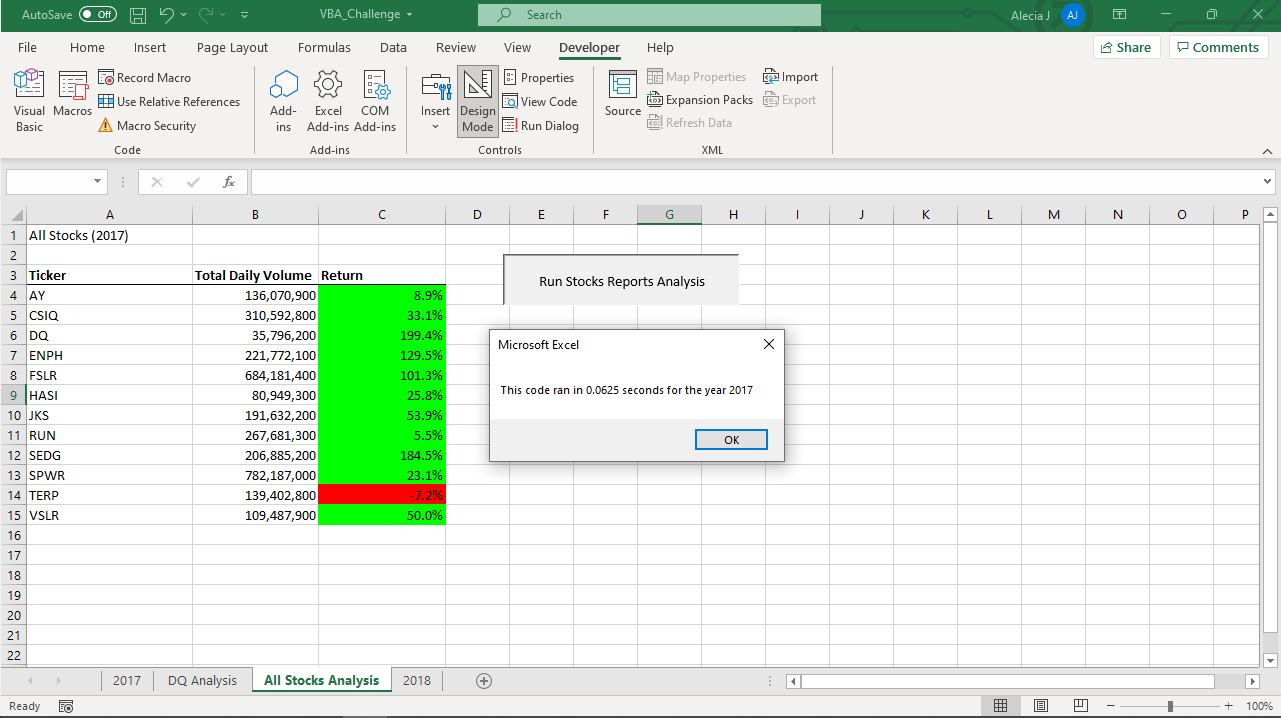 AutoSave Off VBA_Challenge Search Alecia J AJ
File Home Insert Page Layout Formulas Data Review View Developer Help Share Comments
Visual Basic
Macros
Record Macro
Use Relative References
Macro Security
Code
Add-ins
Excel Add-ins
COM Add-ins
Add-ins
Insert
Design Mode
Properties
View Code
Run Dialog
Controls
Source
Map Properties
Expansion Packs
Refresh Data
Import
Export
XML
fx
A B C D E F G H I J K L M N O P
1 All Stocks (2017)
2
3 Ticker Total Daily Volume Return
4 AY 136,070,900 8.9%
5 CSIQ 310,592,800 33.1%
6 DQ 35,796,200 199.4%
7 ENPH 221,772,100 129.5%
8 FSLR 684,181,400 101.3%
9 HASI 80,949,300 25.8%
10 JKS 191,632,200 53.9%
11 RUN 267,681,300 5.5%
12 SEDG 206,885,200 184.5%
13 SPWR 782,187,000 23.1%
14 TERP 139,402,800 -7.2%
15 VSLR 109,487,900 50.0%
16
17
18
19
20
21
22
Run Stocks Reports Analysis
Microsoft Excel
This code ran in 0.0625 seconds for the year 2017
OK
2017 DQ Analysis All Stocks Analysis 2018
Ready 100%